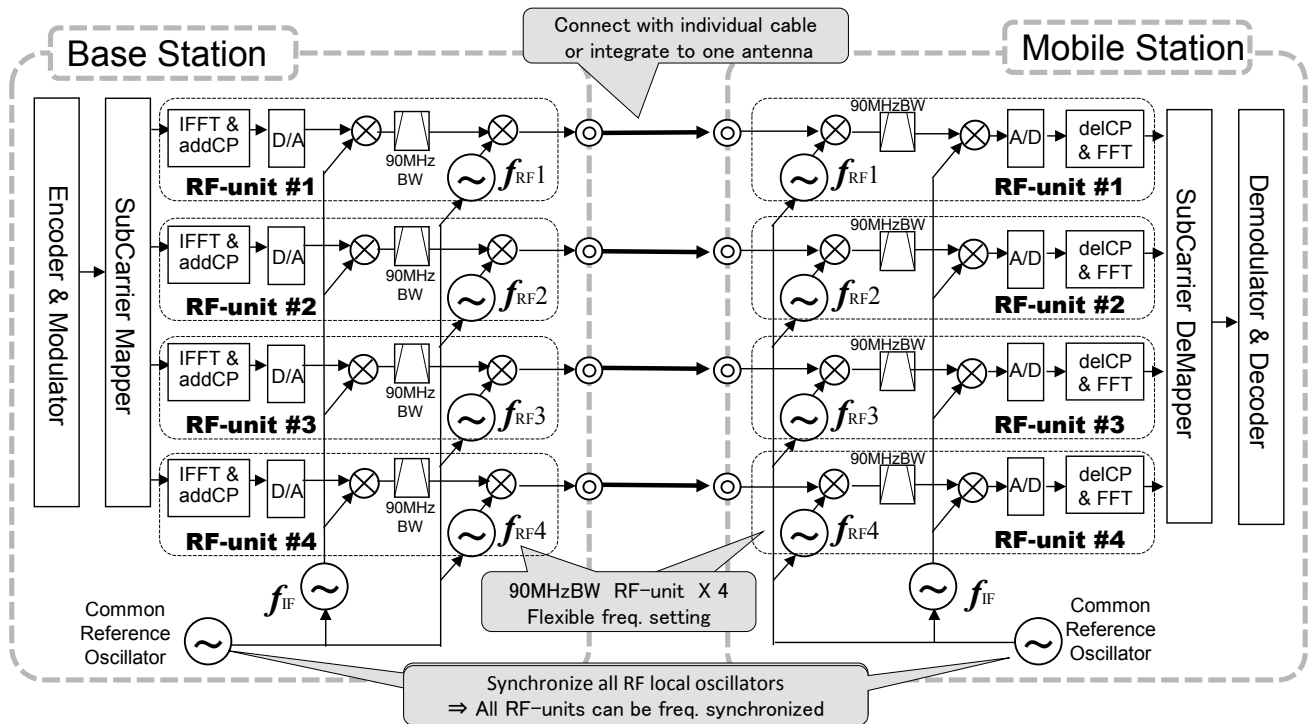 Connect with individual cable
or integrate to one antenna
Base Station
Mobile Station
Encoder & Modulator
SubCarrier Mapper
IFFT &
addCP
D/A
90MHz
BW
fRF1
RF-unit #1
IFFT &
addCP
D/A
90MHz
BW
fRF2
RF-unit #2
IFFT &
addCP
D/A
90MHz
BW
fRF3
RF-unit #3
IFFT &
addCP
D/A
90MHz
BW
fRF4
RF-unit #4
fIF
Common
Reference
Oscillator
90MHzBW
fRF1
A/D
delCP
& FFT
RF-unit #1
90MHzBW
fRF2
A/D
delCP
& FFT
RF-unit #2
90MHzBW
fRF3
A/D
delCP
& FFT
RF-unit #3
90MHzBW
fRF4
A/D
delCP
& FFT
RF-unit #4
SubCarrier DeMapper
Demodulator & Decoder
fIF
Common
Reference
Oscillator
90MHzBW RF-unit X 4
Flexible freq. setting
Synchronize all RF local oscillators
⇒ All RF-units can be freq. synchronized